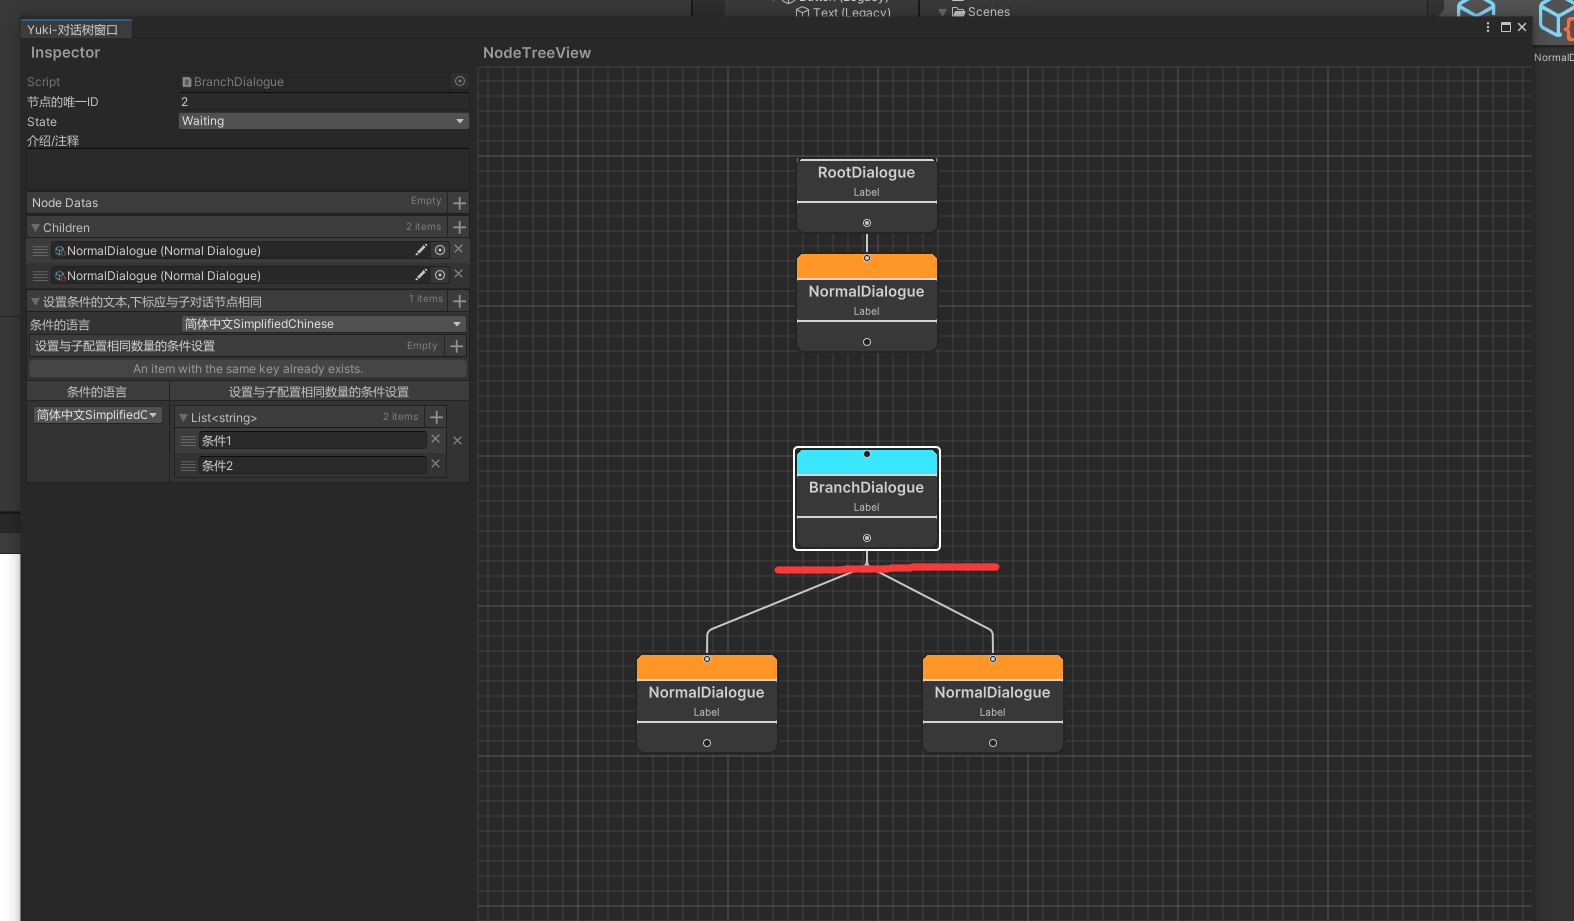 Text (Legacy)
Scenes
Yuki-对话树窗口
Inspector
NodeTreeView
Script
BranchDialogue
节点的唯一ID
2
State
Waiting
介绍/注释
Node Datas
Empty
Children
2 items
NormalDialogue (Normal Dialogue)
NormalDialogue (Normal Dialogue)
设置条件的文本,下标应与子对话节点相同
1 items
条件的语言
简体中文SimplifiedChinese
设置与子配置相同数量的条件设置
Empty
An item with the same key already exists.
条件的语言
设置与子配置相同数量的条件设置
简体中文SimplifiedC
List<string>
2 items
条件1
条件2
RootDialogue
Label
NormalDialogue
Label
BranchDialogue
Label
NormalDialogue
Label
NormalDialogue
Label
NormalD